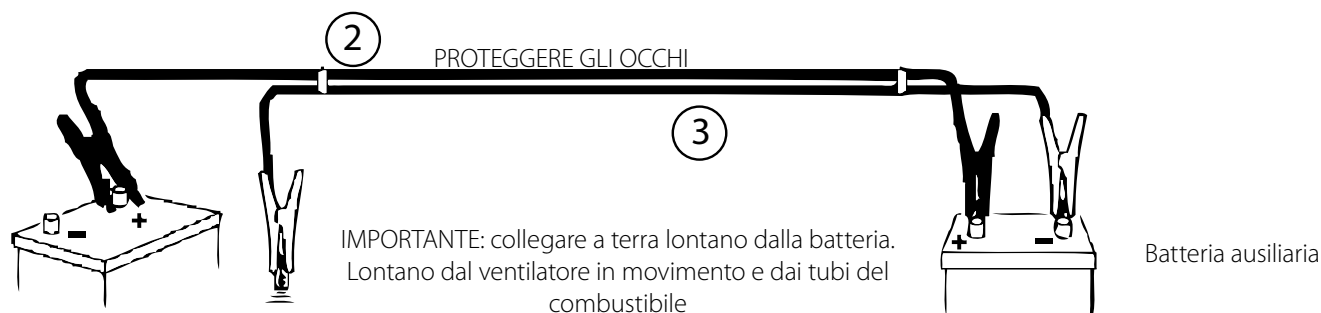 2
PROTEGGERE GLI OCCHI
3
+
-
IMPORTANTE: collegare a terra lontano dalla batteria.
Lontano dal ventilatore in movimento e dai tubi del
combustibile
+
-
Batteria ausiliaria